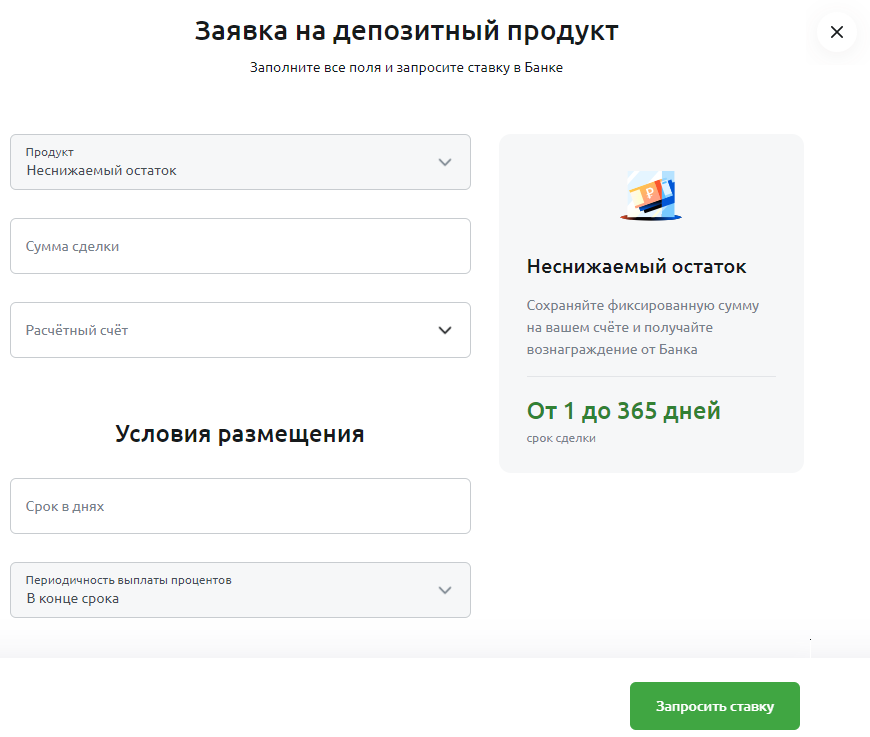 Заявка на депозитный продукт
Заполните все поля и запросите ставку в Банке
Продукт
Неснижаемый остаток
Сумма сделки
Расчётный счёт
Условия размещения
Срок в днях
Периодичность выплаты процентов
В конце срока
Р
Неснижаемый остаток
Сохраняйте фиксированную сумму
на вашем счёте и получайте
вознаграждение от Банка
От 1 до 365 дней
срок сделки
Запросить ставку